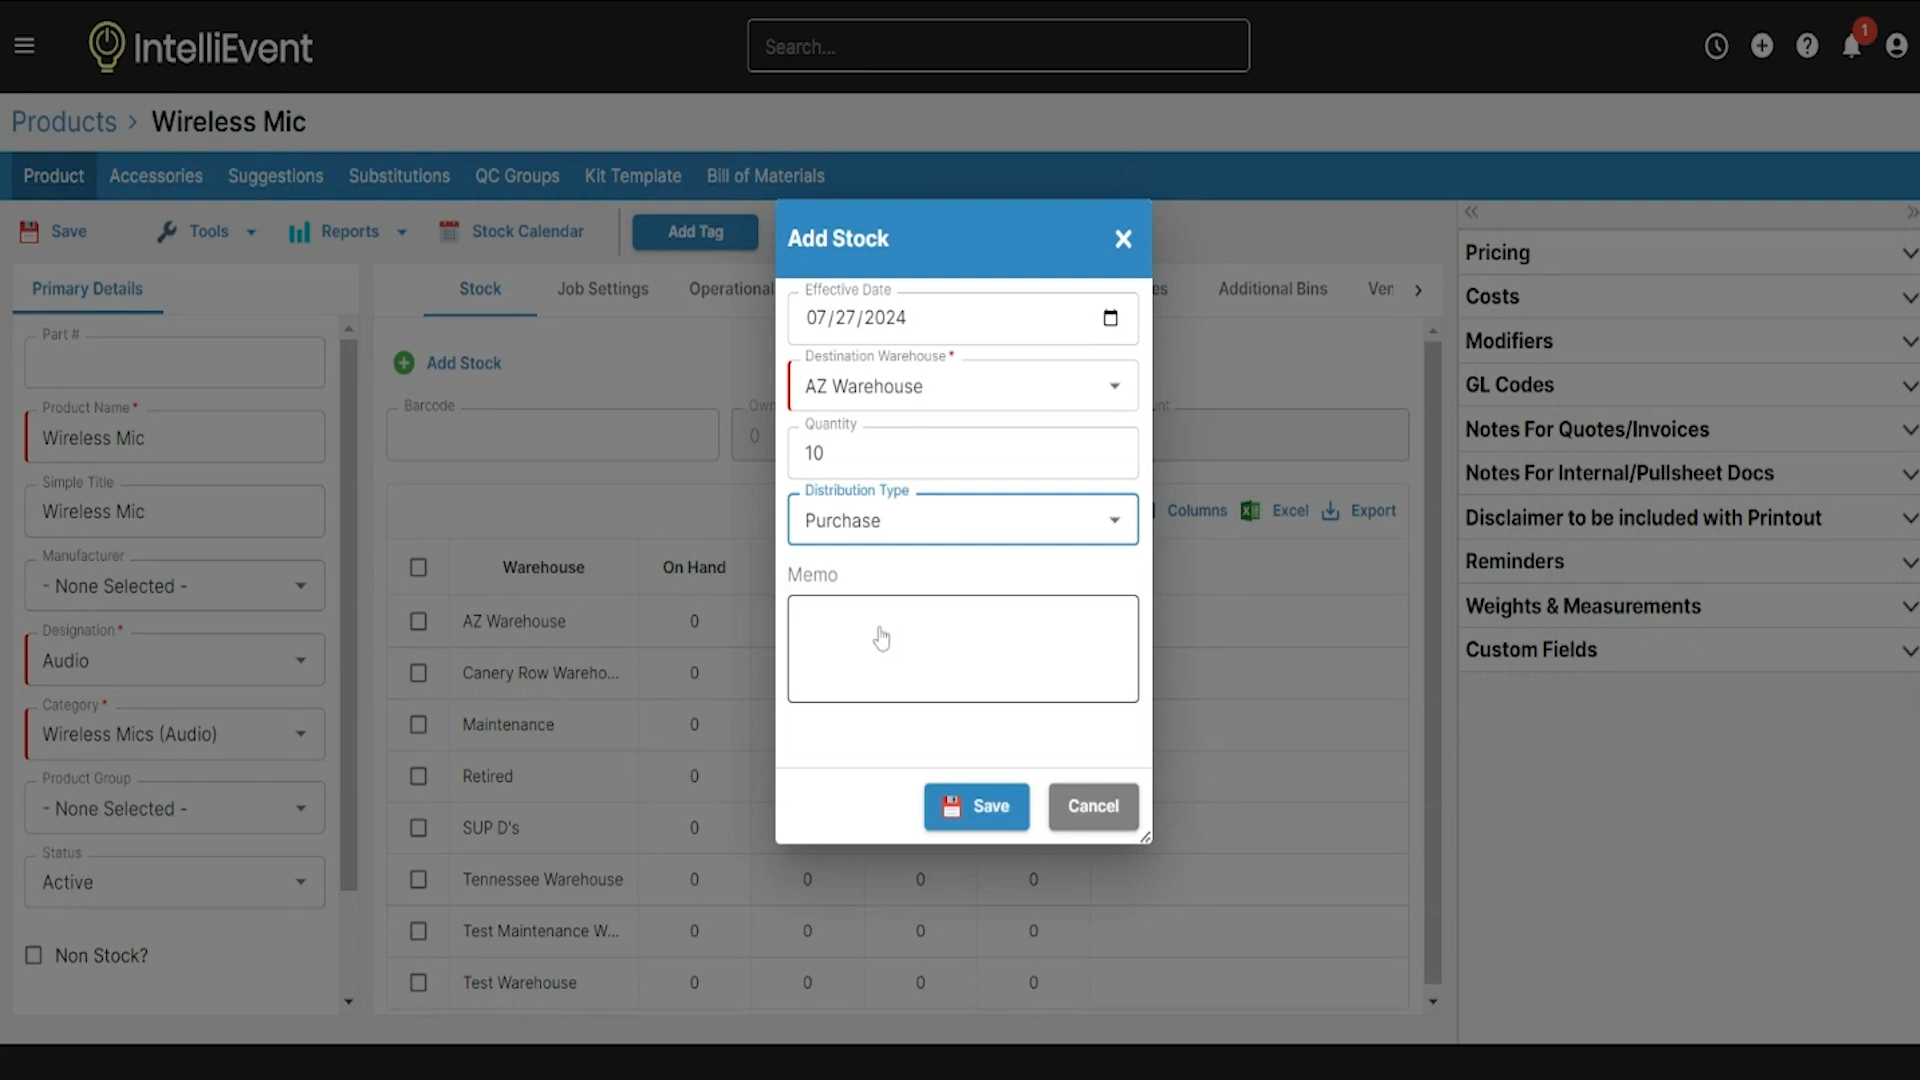 IntelliEvent
Search...
1
Products > Wireless Mic
Product Accessories Suggestions Substitutions QC Groups Kit Template Bill of Materials
Save Tools Reports Stock Calendar Add Tag
Primary Details
Part #
Product Name *
Wireless Mic
Simple Title
Wireless Mic
Manufacturer
- None Selected -
Designation *
Audio
Category *
Wireless Mics (Audio)
Product Group
- None Selected -
Status
Active
Non Stock?
Stock Job Settings Operational es Additional Bins Ver
Add Stock
Barcode
Own
0
nt
Columns Excel Export
Warehouse On Hand
AZ Warehouse 0
Canery Row Wareho... 0
Maintenance 0
Retired 0
SUP D's 0
Tennessee Warehouse 0 0 0 0
Test Maintenance W... 0 0 0 0
Test Warehouse 0 0 0 0
Add Stock
Effective Date
07/27/2024
Destination Warehouse *
AZ Warehouse
Quantity
10
Distribution Type
Purchase
Memo
Save Cancel
Pricing
Costs
Modifiers
GL Codes
Notes For Quotes/Invoices
Notes For Internal/Pullsheet Docs
Disclaimer to be included with Printout
Reminders
Weights & Measurements
Custom Fields